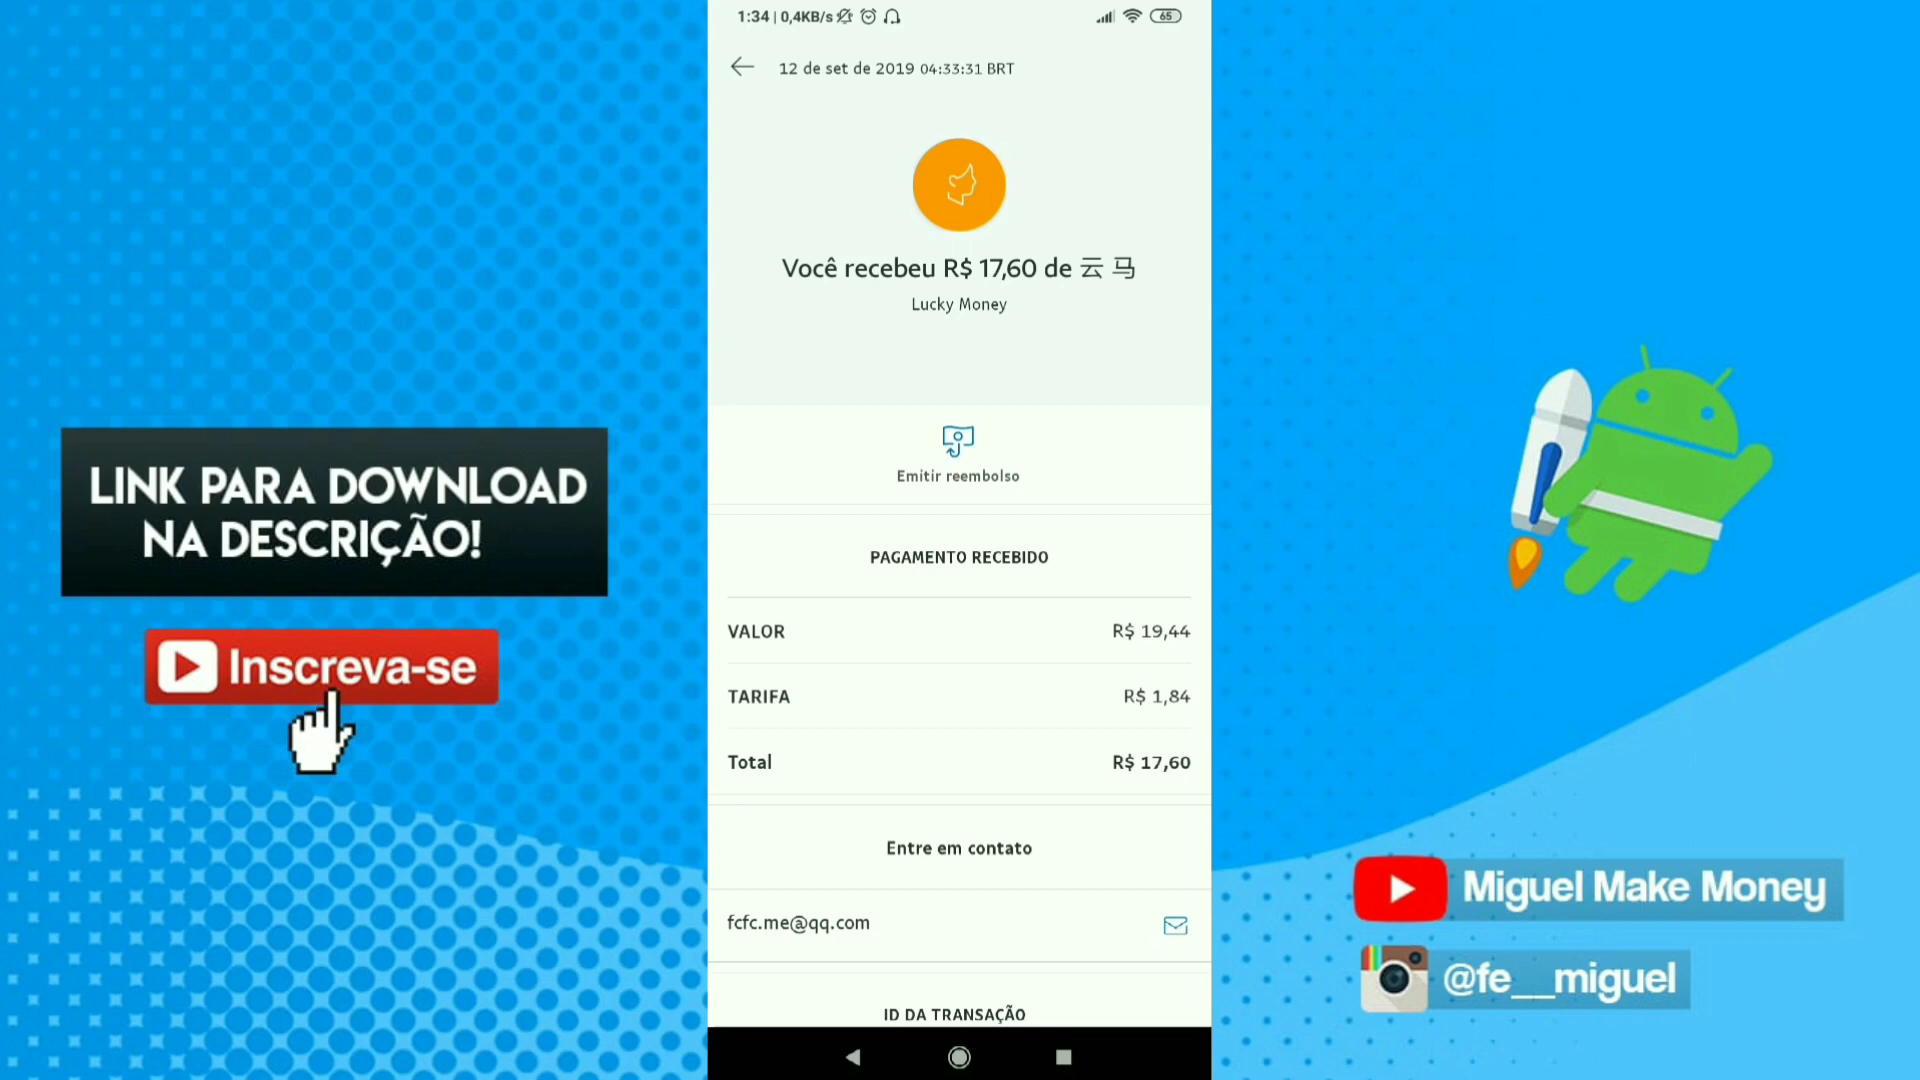 1:34 | 0,4KB/s
65
12 de set de 2019 04:33:31 BRT
Você recebeu R$ 17,60 de 云 马
Lucky Money
Emitir reembolso
PAGAMENTO RECEBIDO
VALOR R$ 19,44
TARIFA R$ 1,84
Total R$ 17,60
Entre em contato
fcfc.me@qq.com
ID DA TRANSAÇÃO
LINK PARA DOWNLOAD
NA DESCRIÇÃO!
Inscreva-se
Miguel Make Money
@fe__miguel